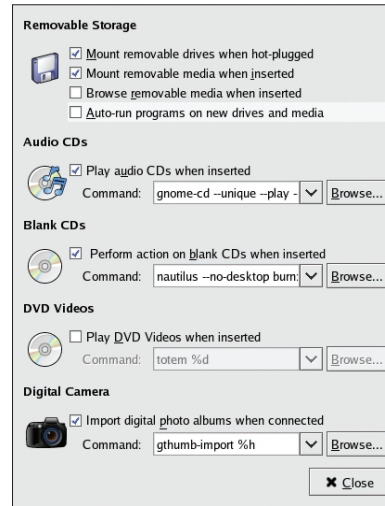 Removable Storage
Mount removable drives when hot-plugged
Mount removable media when inserted
Browse removable media when inserted
Auto-run programs on new drives and media
Audio CDs
Play audio CDs when inserted
Command: gnome-cd --unique --play - Browse...
Blank CDs
Perform action on blank CDs when inserted
Command: nautilus --no-desktop burn: Browse...
DVD Videos
Play DVD Videos when inserted
Command: totem %d Browse...
Digital Camera
Import digital photo albums when connected
Command: gthumb-import %h Browse...
Close